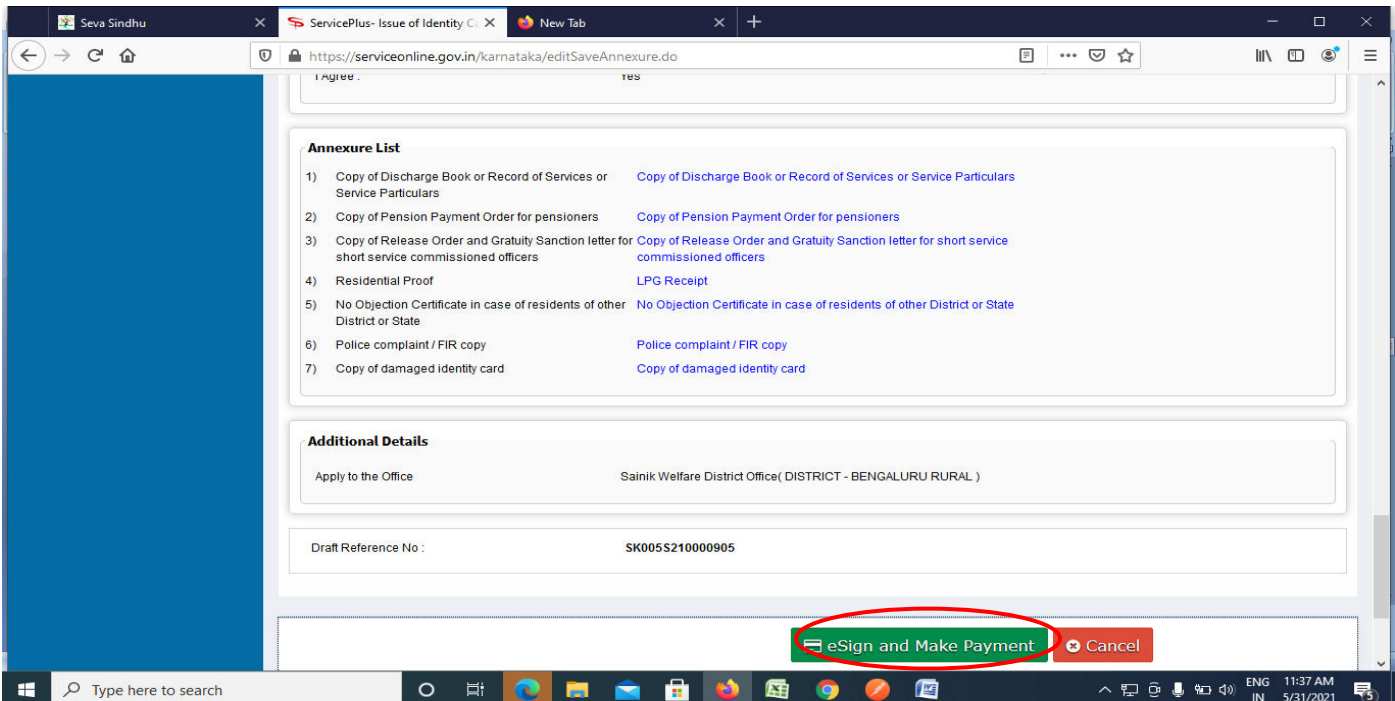 Seva Sindhu
ServicePlus- Issue of Identity C
New Tab
https://serviceonline.gov.in/karnataka/editSaveAnnexure.do
I Agree : Yes
Annexure List
1) Copy of Discharge Book or Record of Services or Service Particulars
Copy of Discharge Book or Record of Services or Service Particulars
2) Copy of Pension Payment Order for pensioners
Copy of Pension Payment Order for pensioners
3) Copy of Release Order and Gratuity Sanction letter for short service commissioned officers
Copy of Release Order and Gratuity Sanction letter for short service commissioned officers
4) Residential Proof
LPG Receipt
5) No Objection Certificate in case of residents of other District or State
No Objection Certificate in case of residents of other District or State
6) Police complaint / FIR copy
Police complaint / FIR copy
7) Copy of damaged identity card
Copy of damaged identity card
Additional Details
Apply to the Office
Sainik Welfare District Office( DISTRICT - BENGALURU RURAL )
Draft Reference No :
SK005S210000905
eSign and Make Payment
Cancel
Type here to search
ENG
IN
11:37 AM
5/31/2021
5